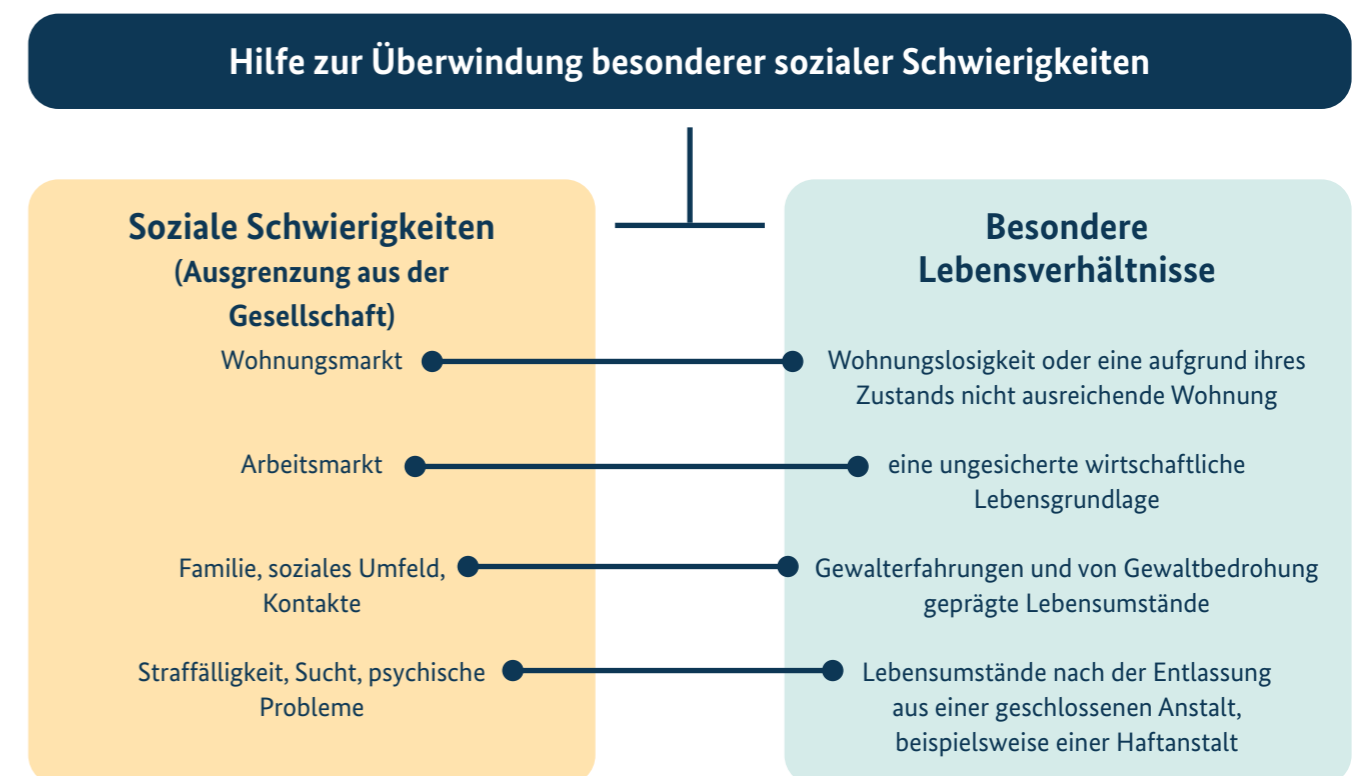 Hilfe zur Überwindung besonderer sozialer Schwierigkeiten
Soziale Schwierigkeiten
(Ausgrenzung aus der
Gesellschaft)
Besondere
Lebensverhältnisse
Wohnungsmarkt
Wohnungslosigkeit oder eine aufgrund ihres
Zustands nicht ausreichende Wohnung
Arbeitsmarkt
eine ungesicherte wirtschaftliche
Lebensgrundlage
Familie, soziales Umfeld,
Kontakte
Gewalterfahrungen und von Gewaltbedrohung
geprägte Lebensumstände
Straffälligkeit, Sucht, psychische
Probleme
Lebensumstände nach der Entlassung
aus einer geschlossenen Anstalt,
beispielsweise einer Haftanstalt